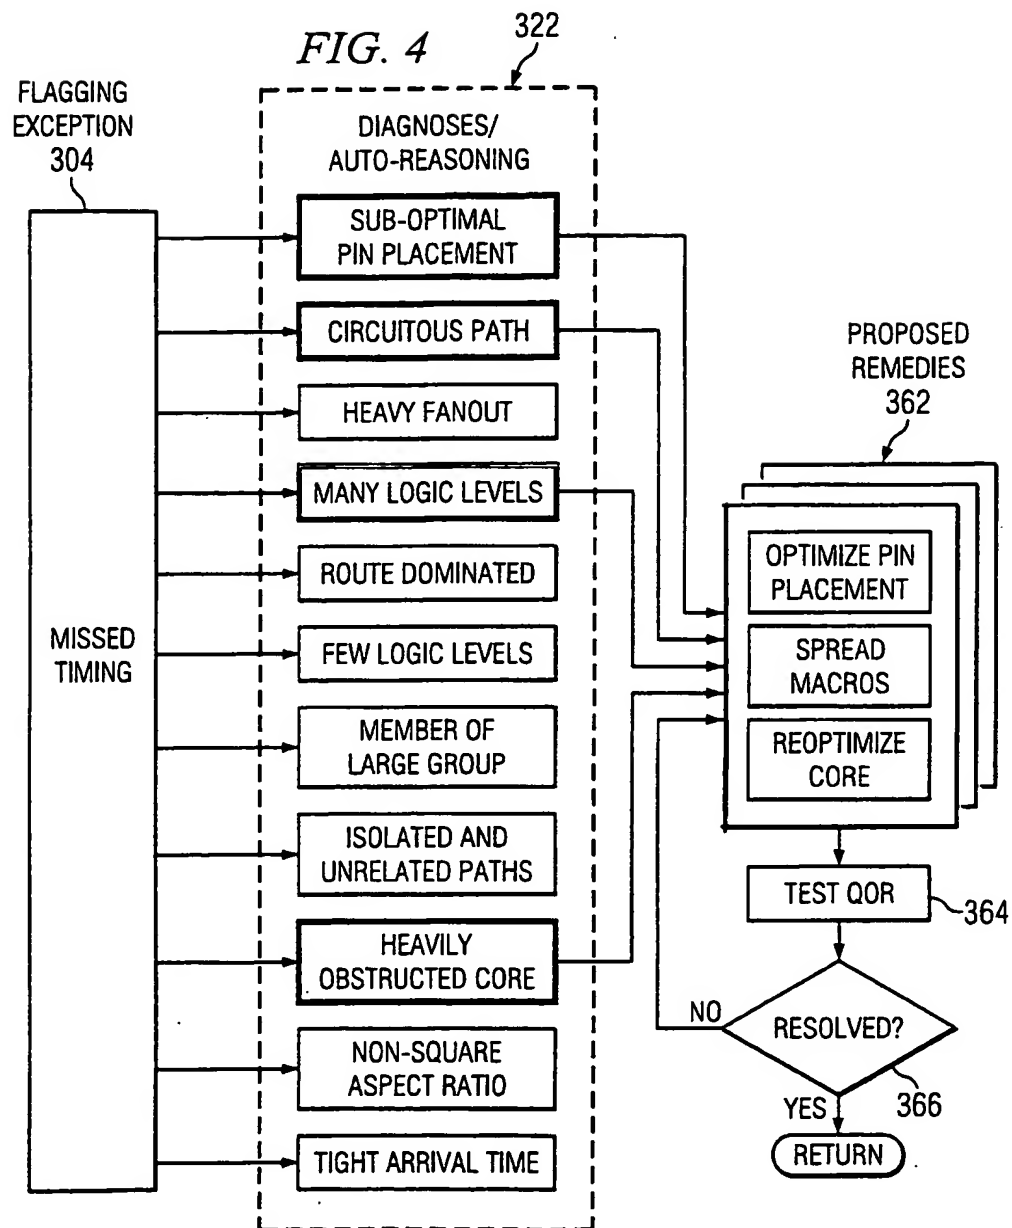 FIG. 4
322
FLAGGING
EXCEPTION
304
DIAGNOSES/
AUTO-REASONING
SUB-OPTIMAL
PIN PLACEMENT
CIRCUITOUS PATH
HEAVY FANOUT
MANY LOGIC LEVELS
ROUTE DOMINATED
MISSED
TIMING
FEW LOGIC LEVELS
MEMBER OF
LARGE GROUP
ISOLATED AND
UNRELATED PATHS
HEAVILY
OBSTRUCTED CORE
NON-SQUARE
ASPECT RATIO
TIGHT ARRIVAL TIME
PROPOSED
REMEDIES
362
OPTIMIZE PIN
PLACEMENT
SPREAD
MACROS
REOPTIMIZE
CORE
TEST QOR
364
NO
RESOLVED?
366
YES
RETURN